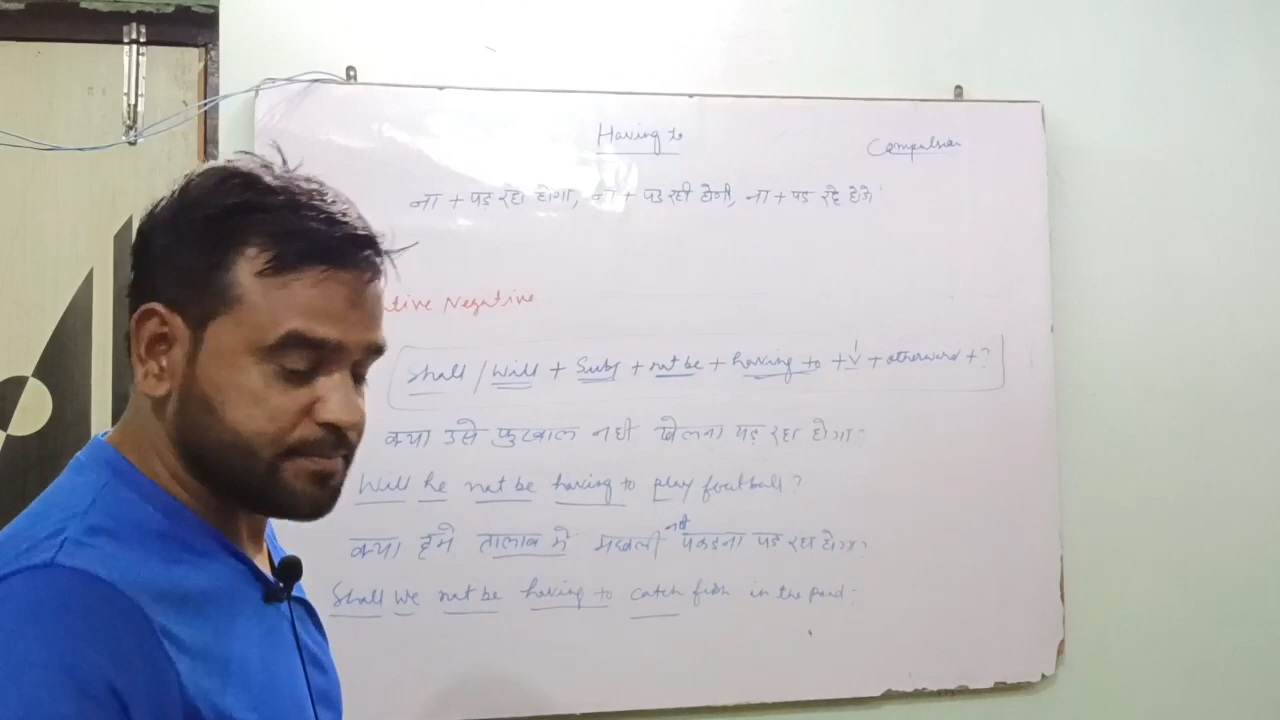 Having to
Compulsion
ना + पड़ रहा होगा, ना + पड़ रही होगी, ना + पड़ रहे होंगे
ative Negative
Shall / Will + Subj + not be + having to + V1 + otherword + ?
क्या उसे फुटबाल नही खेलना पड़ रहा होगा?
Will he not be having to play football?
क्या हमे तालाब मे मछली नही पकडना पड रहा होगा?
Shall we not be having to catch fish in the pond?